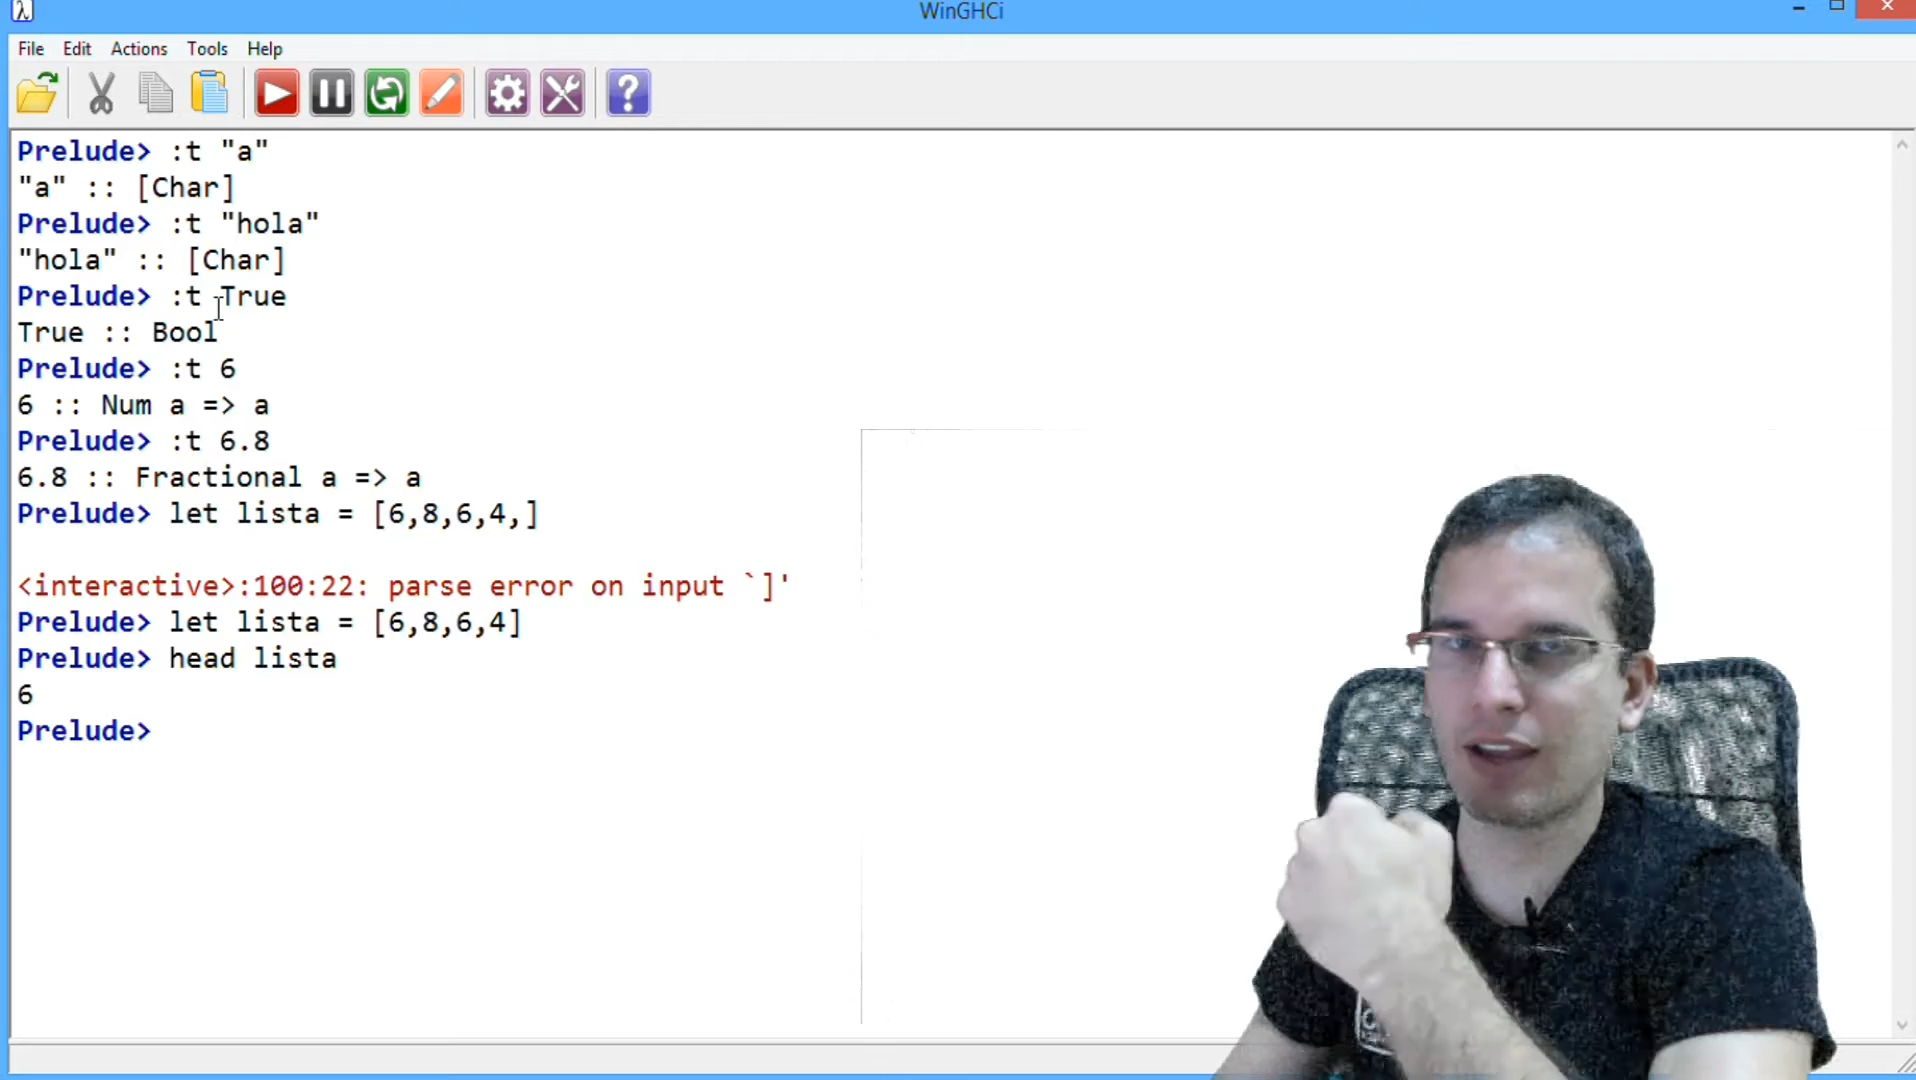 WinGHCi
File Edit Actions Tools Help
Prelude> :t "a"
"a" :: [Char]
Prelude> :t "hola"
"hola" :: [Char]
Prelude> :t True
True :: Bool
Prelude> :t 6
6 :: Num a => a
Prelude> :t 6.8
6.8 :: Fractional a => a
Prelude> let lista = [6,8,6,4,]
<interactive>:100:22: parse error on input `]'
Prelude> let lista = [6,8,6,4]
Prelude> head lista
6
Prelude>